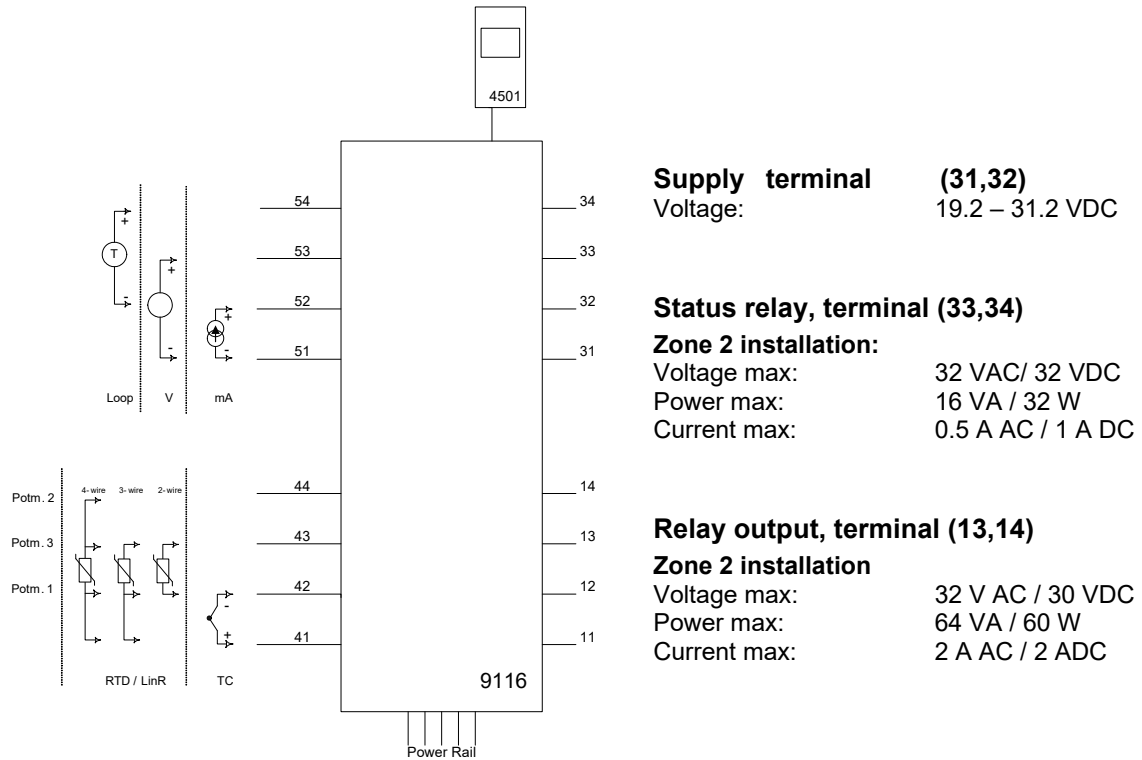 4501
Supply terminal (31,32)
Voltage: 19.2 – 31.2 VDC
Status relay, terminal (33,34)
Zone 2 installation:
Voltage max: 32 VAC/ 32 VDC
Power max: 16 VA / 32 W
Current max: 0.5 A AC / 1 A DC
Relay output, terminal (13,14)
Zone 2 installation
Voltage max: 32 V AC / 30 VDC
Power max: 64 VA / 60 W
Current max: 2 A AC / 2 ADC
54
53
52
51
44
43
42
41
34
33
32
31
14
13
12
11
9116
Power Rail
+
T
-
+
-
+
-
Loop V mA
Potm. 2
Potm. 3
Potm. 1
4-wire 3-wire 2-wire
-
+
RTD / LinR TC